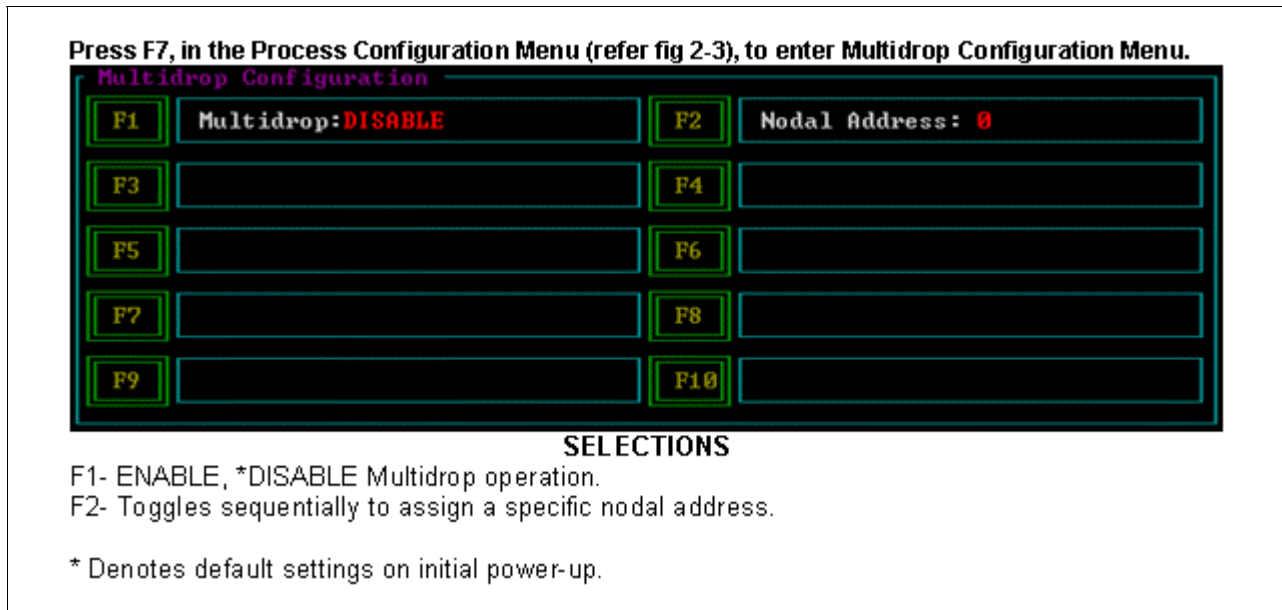 Press F7, in the Process Configuration Menu (refer fig 2-3), to enter Multidrop Configuration Menu.
Multidrop Configuration
F1 Multidrop:DISABLE F2 Nodal Address: 0
F3 F4
F5 F6
F7 F8
F9 F10
SELECTIONS
F1- ENABLE, *DISABLE Multidrop operation.
F2- Toggles sequentially to assign a specific nodal address.
* Denotes default settings on initial power-up.